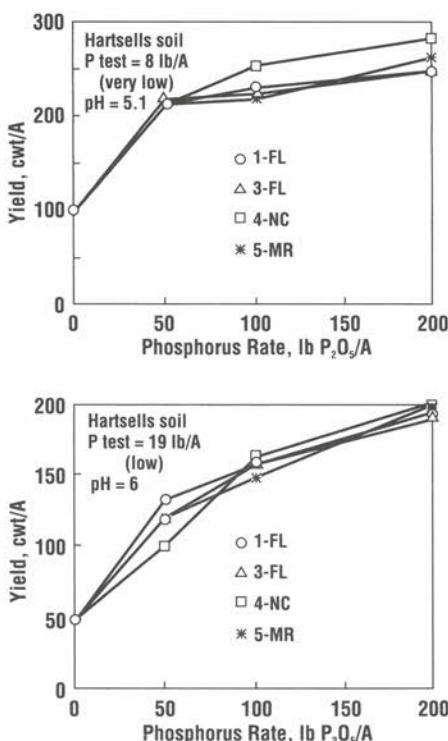 300
Hartsells soil
P test = 8 lb/A
(very low)
pH = 5.1
200
100
0
Yield, cwt/A
1-FL
3-FL
4-NC
5-MR
0 50 100 150 200
Phosphorus Rate, lb P₂O₅/A
200
Hartsells soil
P test = 19 lb/A
(low)
pH = 6
150
100
50
0
Yield, cwt/A
1-FL
3-FL
4-NC
5-MR
0 50 100 150 200
Phosphorus Rate, lb P₂O₅/A